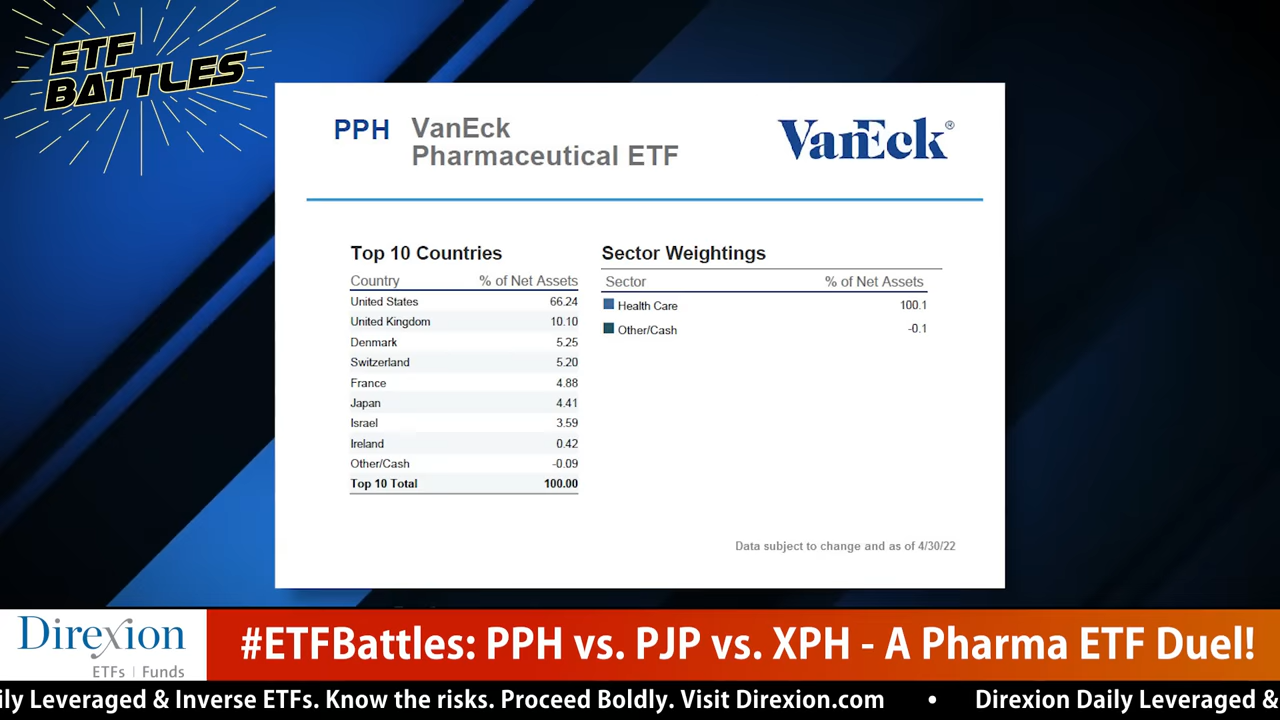 ETF
BATTLES
PPH
VanEck
Pharmaceutical ETF
VanEck®
Top 10 Countries
Country % of Net Assets
United States 66.24
United Kingdom 10.10
Denmark 5.25
Switzerland 5.20
France 4.88
Japan 4.41
Israel 3.59
Ireland 0.42
Other/Cash -0.09
Top 10 Total 100.00
Sector Weightings
Sector % of Net Assets
Health Care 100.1
Other/Cash -0.1
Data subject to change and as of 4/30/22
Direxion
ETFs | Funds
#ETFBattles: PPH vs. PJP vs. XPH - A Pharma ETF Duel!
ily Leveraged & Inverse ETFs. Know the risks. Proceed Boldly. Visit Direxion.com • Direxion Daily Leveraged &